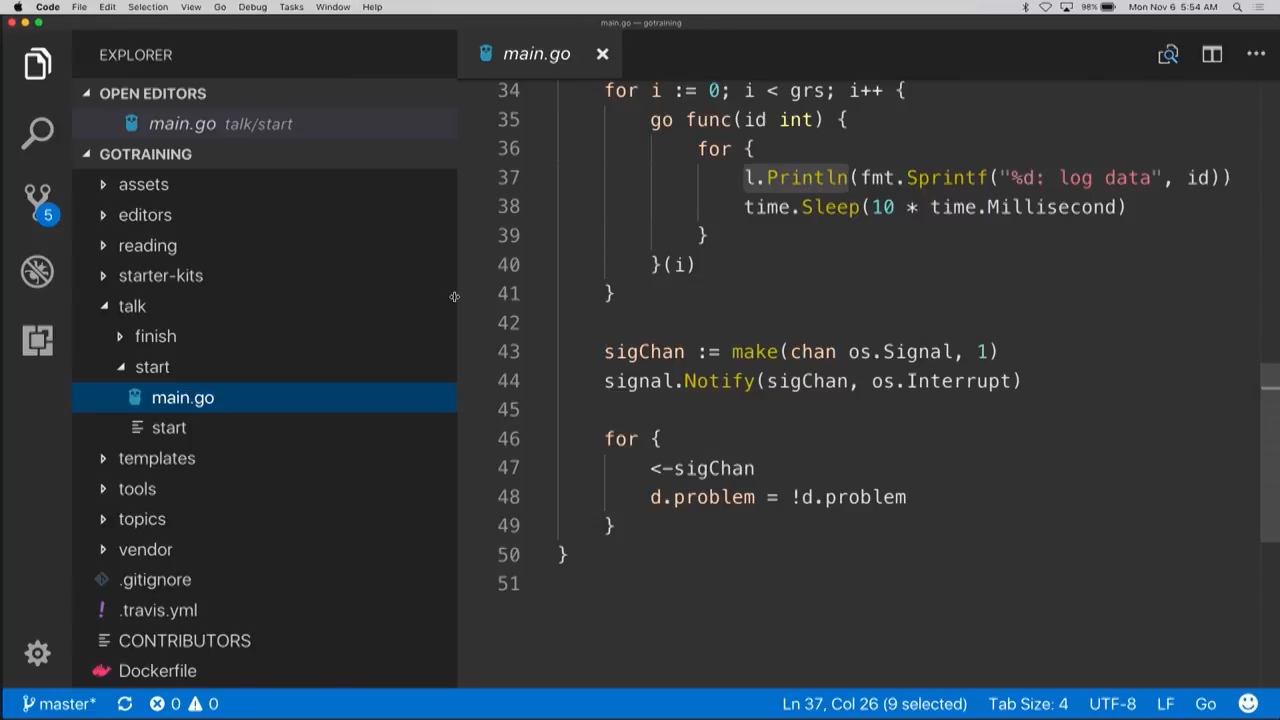 Code File Edit Selection View Go Debug Tasks Window Help 98% Mon Nov 6 5:54 AM
main.go — gotraining
EXPLORER
OPEN EDITORS
main.go talk/start
GOTRAINING
assets
editors
reading
starter-kits
talk
finish
start
main.go
start
templates
tools
topics
vendor
.gitignore
! .travis.yml
CONTRIBUTORS
Dockerfile
5
main.go
34 for i := 0; i < grs; i++ {
35 go func(id int) {
36 for {
37 l.Println(fmt.Sprintf("%d: log data", id))
38 time.Sleep(10 * time.Millisecond)
39 }
40 }(i)
41 }
42
43 sigChan := make(chan os.Signal, 1)
44 signal.Notify(sigChan, os.Interrupt)
45
46 for {
47 <-sigChan
48 d.problem = !d.problem
49 }
50 }
51
master* 0 0 Ln 37, Col 26 (9 selected) Tab Size: 4 UTF-8 LF Go